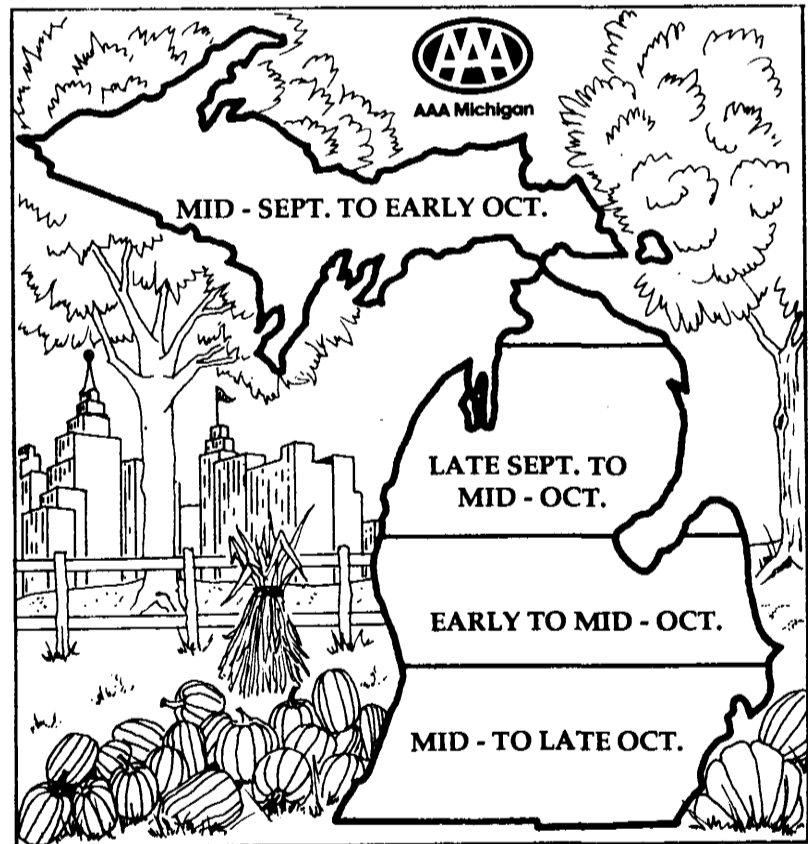 AAA
AAA Michigan
MID - SEPT. TO EARLY OCT.
LATE SEPT. TO
MID - OCT.
EARLY TO MID - OCT.
MID - TO LATE OCT.